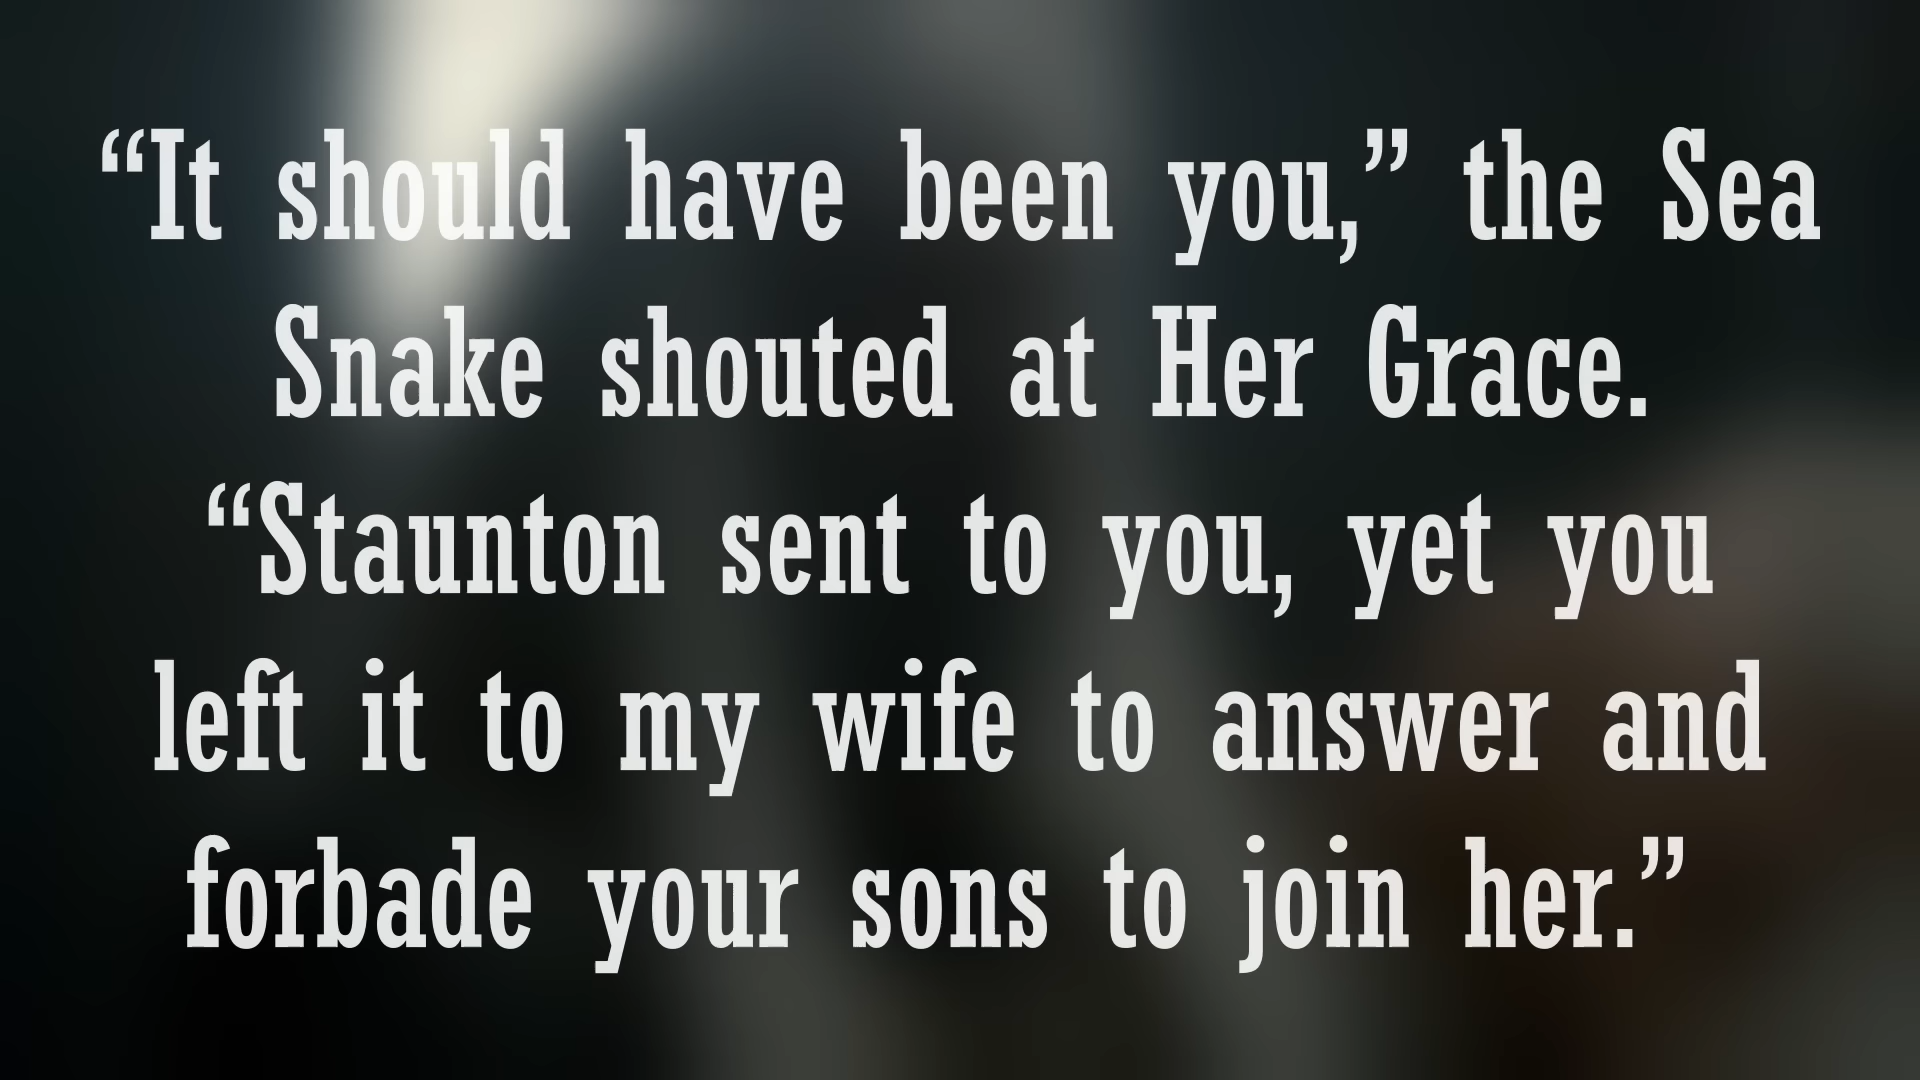 “It should have been you,” the Sea
Snake shouted at Her Grace.
“Staunton sent to you, yet you
left it to my wife to answer and
forbade your sons to join her.”